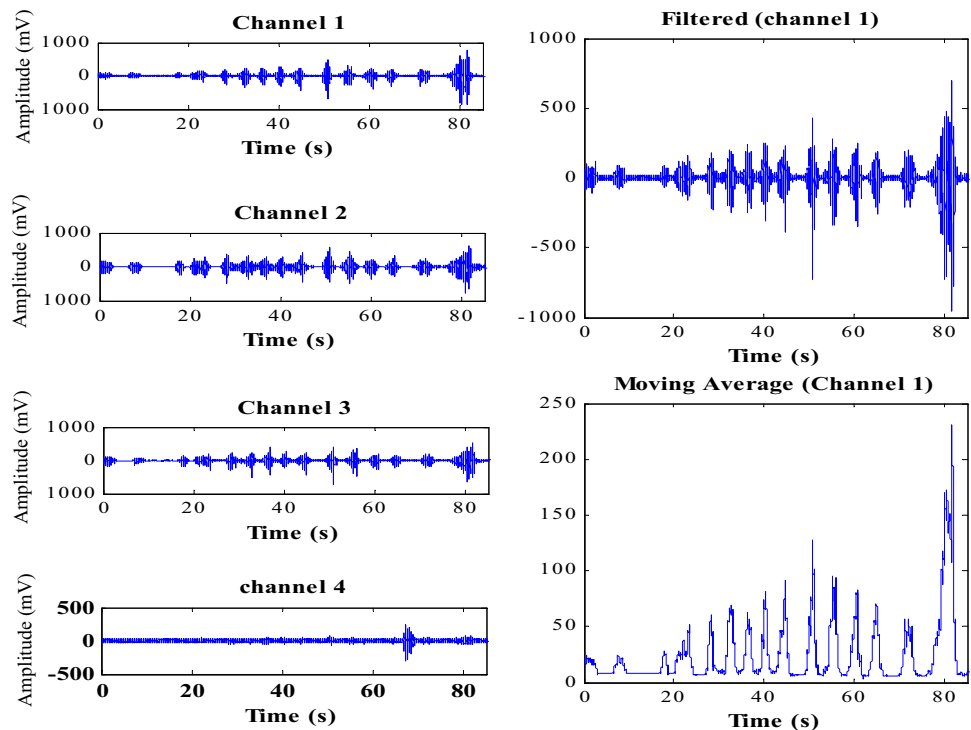 Channel 1
Amplitude (mV)
1000
0
1000
0 20 40 60 80
Time (s)
Channel 2
Amplitude (mV)
1000
0
1000
0 20 40 60 80
Time (s)
Channel 3
Amplitude (mV)
1000
0
1000
0 20 40 60 80
Time (s)
channel 4
Amplitude (mV)
500
0
-500
0 20 40 60 80
Time (s)
Filtered (channel 1)
1000
500
0
-500
-1000
0 20 40 60 80
Time (s)
Moving Average (Channel 1)
250
200
150
100
50
0
0 20 40 60 80
Time (s)